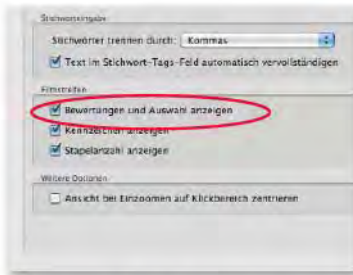 Stichworteingabe
Stichwörter trennen durch: Kommas
Text im Stichwort-Tags-Feld automatisch vervollständigen
Filmstreifen
Bewertungen und Auswahl anzeigen
Kennzeichen anzeigen
Stapelanzahl anzeigen
Weitere Optionen
Ansicht bei Einzoomen auf Klickbereich zentrieren